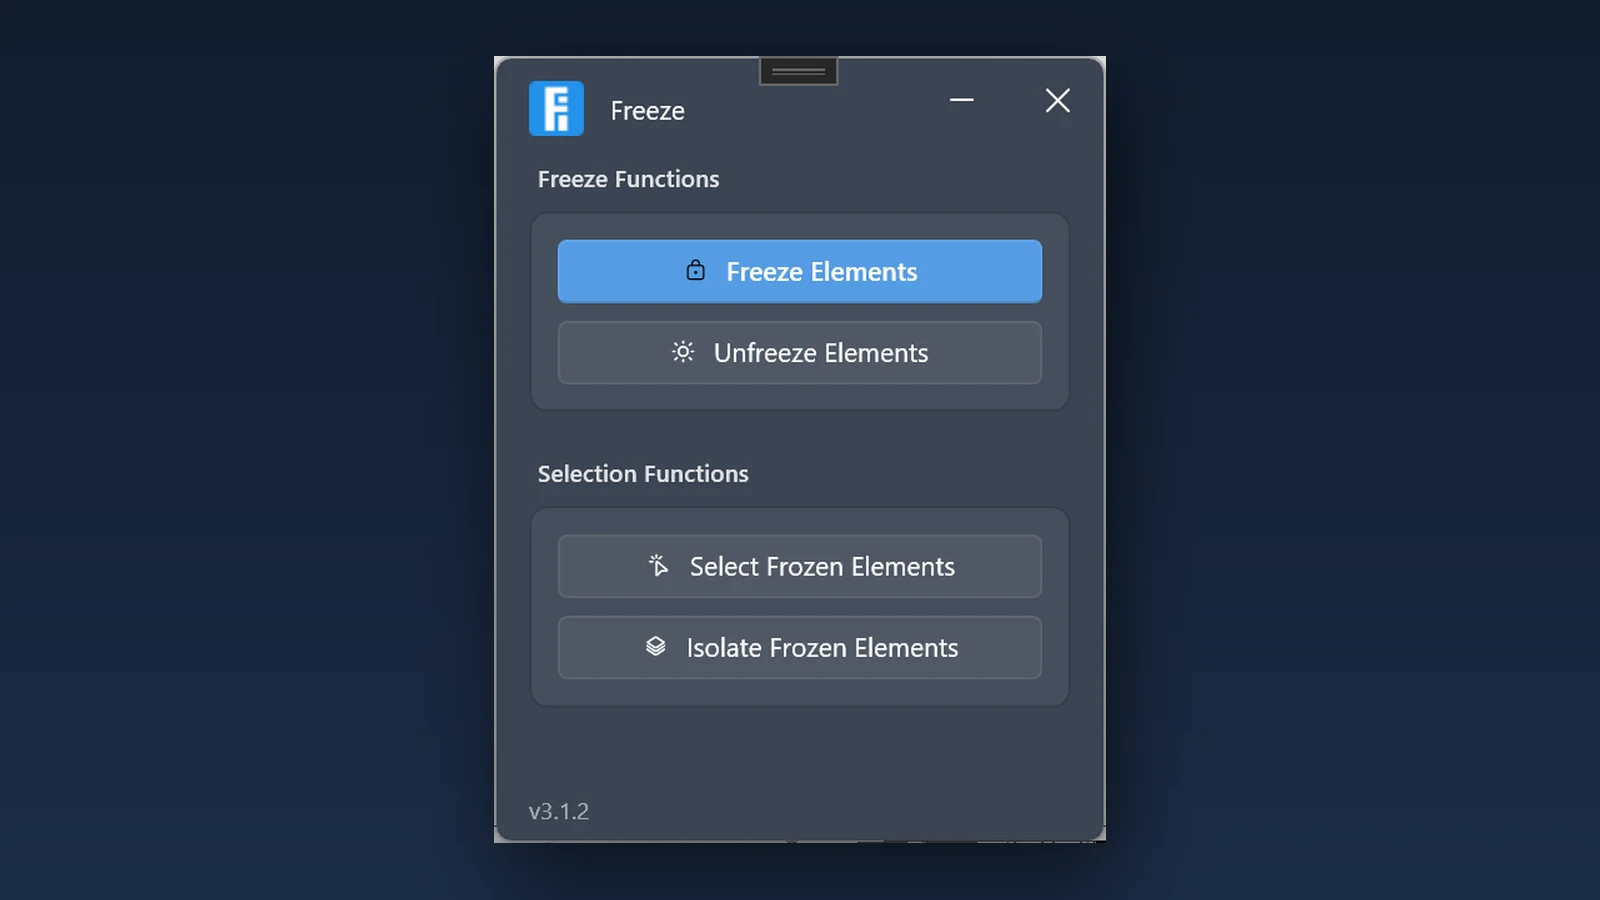 Freeze
Freeze Functions
Freeze Elements
Unfreeze Elements
Selection Functions
Select Frozen Elements
Isolate Frozen Elements
v3.1.2